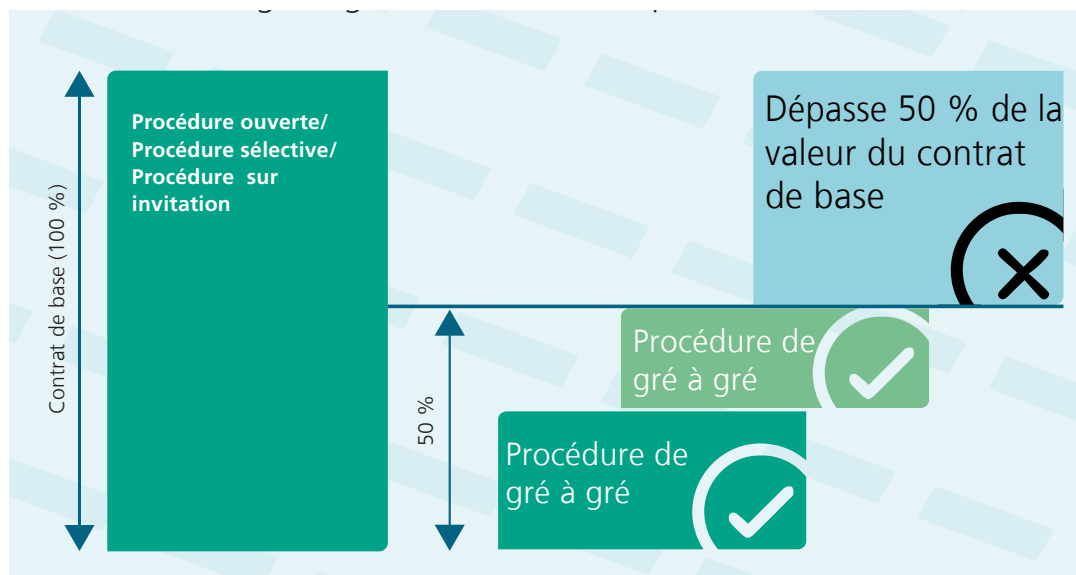 Contrat de base (100 %)
Procédure ouverte/
Procédure sélective/
Procédure sur
invitation
Dépasse 50 % de la
valeur du contrat
de base
50 %
Procédure de
gré à gré
Procédure de
gré à gré